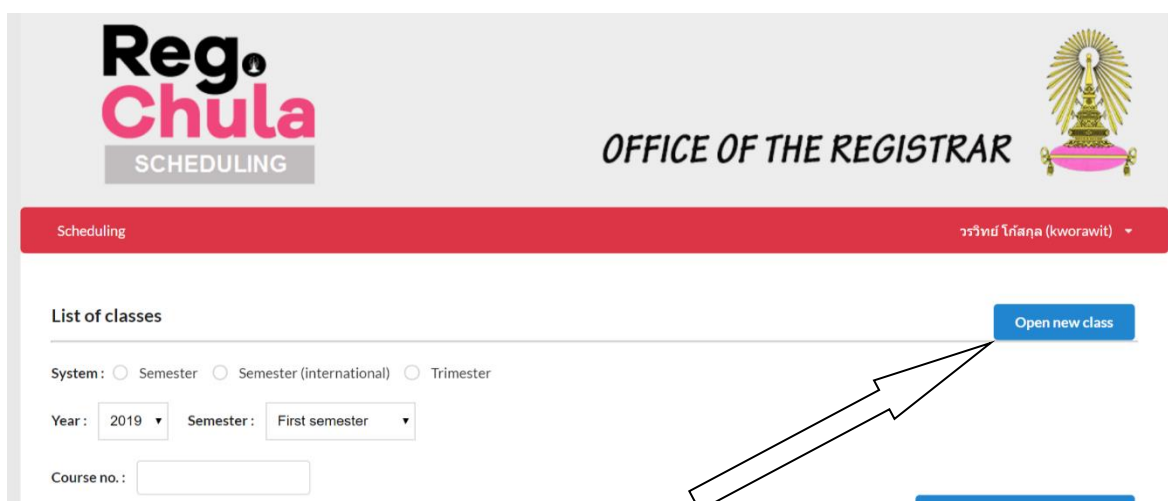 Reg.
Chula
SCHEDULING
OFFICE OF THE REGISTRAR
Scheduling
วรวิทย์ โก้สกุล (kworawit)
List of classes
Open new class
System : Semester Semester (international) Trimester
Year : 2019 Semester : First semester
Course no. :